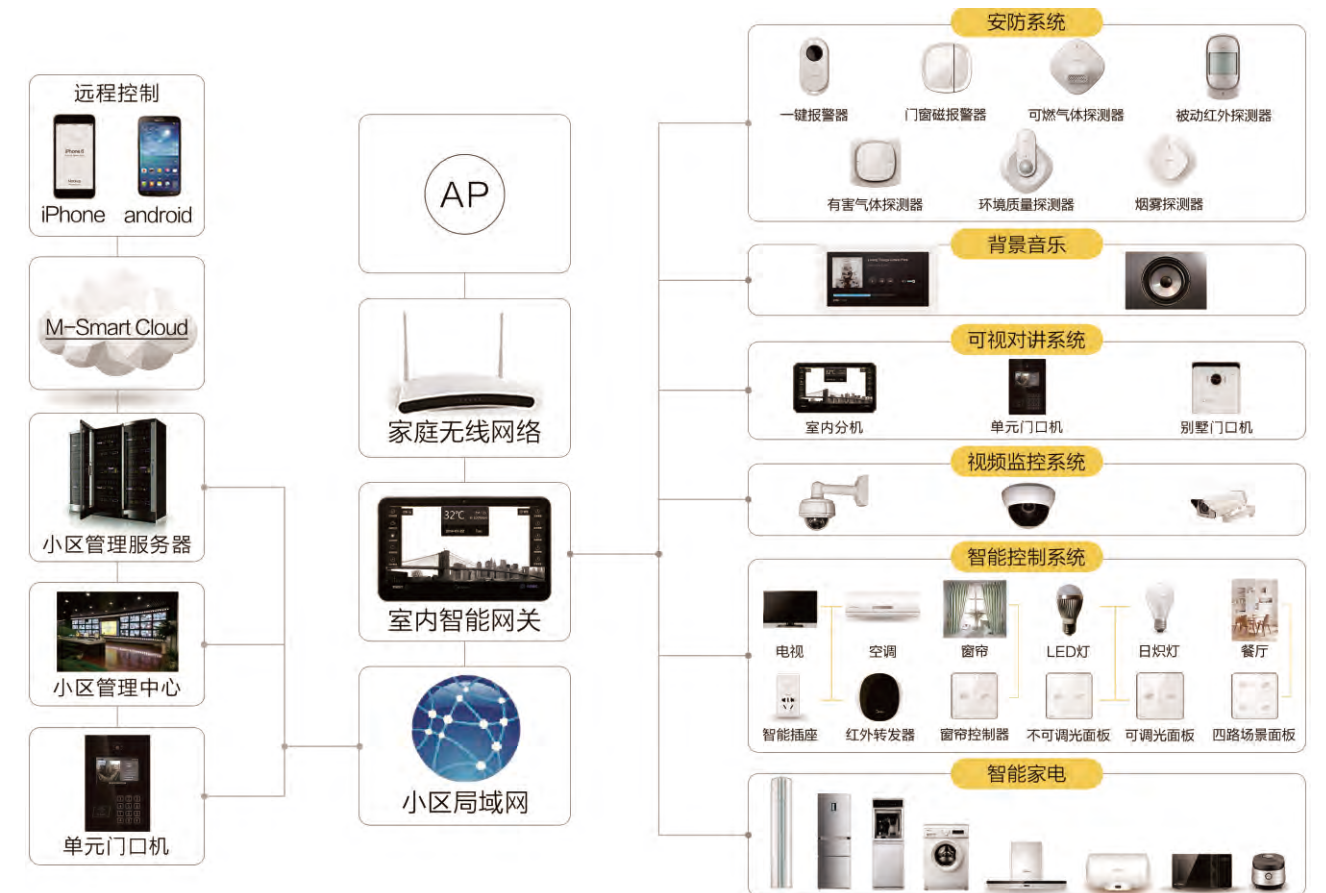 远程控制
iPhone
android
M-Smart Cloud
小区管理服务器
小区管理中心
单元门口机
AP
家庭无线网络
32℃
室内智能网关
小区局域网
安防系统
一键报警器
门窗磁报警器
可燃气体探测器
被动红外探测器
有害气体探测器
环境质量探测器
烟雾探测器
背景音乐
可视对讲系统
室内分机
单元门口机
别墅门口机
视频监控系统
智能控制系统
电视
空调
窗帘
LED灯
日炽灯
餐厅
智能插座
红外转发器
窗帘控制器
不可调光面板
可调光面板
四路场景面板
智能家电